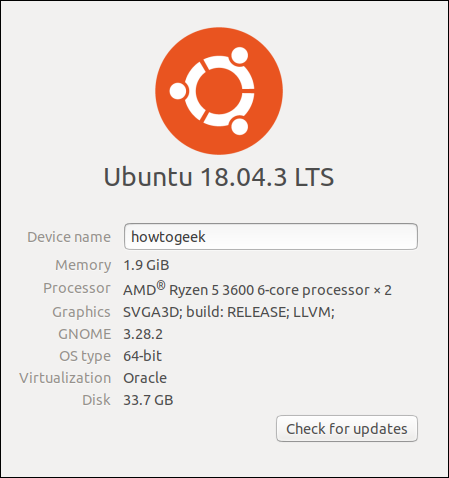 Ubuntu 18.04.3 LTS
Device name howtogeek
Memory 1.9 GiB
Processor AMD® Ryzen 5 3600 6-core processor × 2
Graphics SVGA3D; build: RELEASE; LLVM;
GNOME 3.28.2
OS type 64-bit
Virtualization Oracle
Disk 33.7 GB
Check for updates